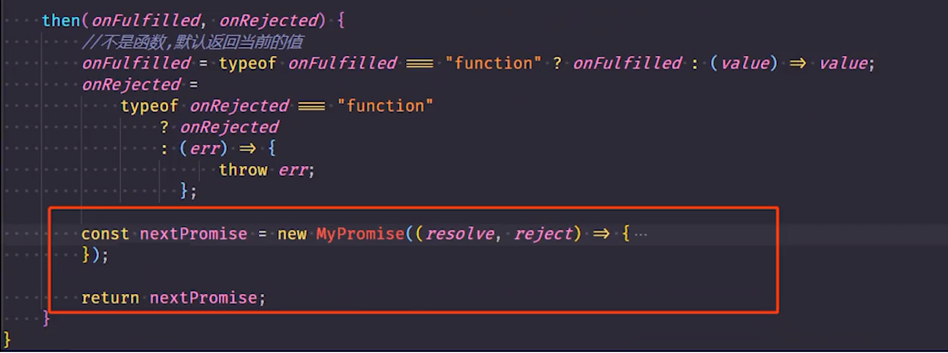 then(onFulfilled, onRejected) {
//不是函数,默认返回当前的值
onFulfilled = typeof onFulfilled === "function" ? onFulfilled : (value) => value;
onRejected =
typeof onRejected === "function"
? onRejected
: (err) => {
throw err;
};
const nextPromise = new MyPromise((resolve, reject) => {…
});
return nextPromise;
}
}